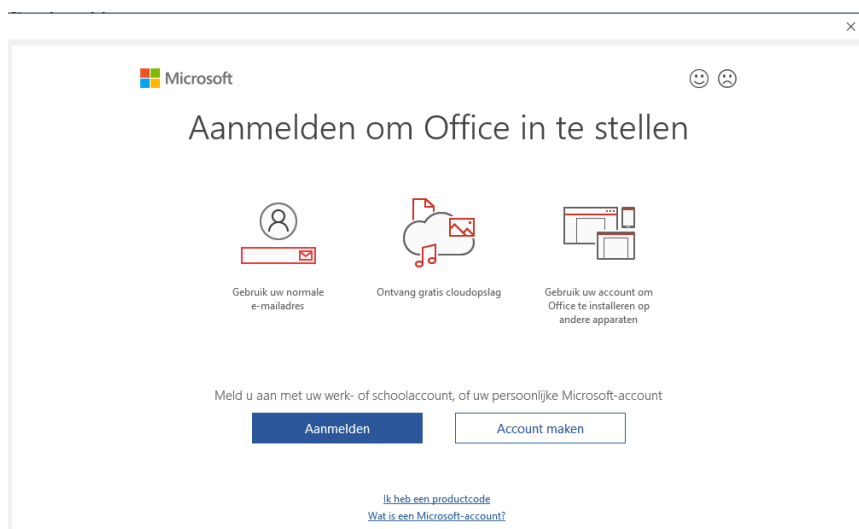 Microsoft
Aanmelden om Office in te stellen
Gebruik uw normale
e-mailadres
Ontvang gratis cloudopslag
Gebruik uw account om
Office te installeren op
andere apparaten
Meld u aan met uw werk- of schoolaccount, of uw persoonlijke Microsoft-account
Aanmelden
Account maken
Ik heb een productcode
Wat is een Microsoft-account?